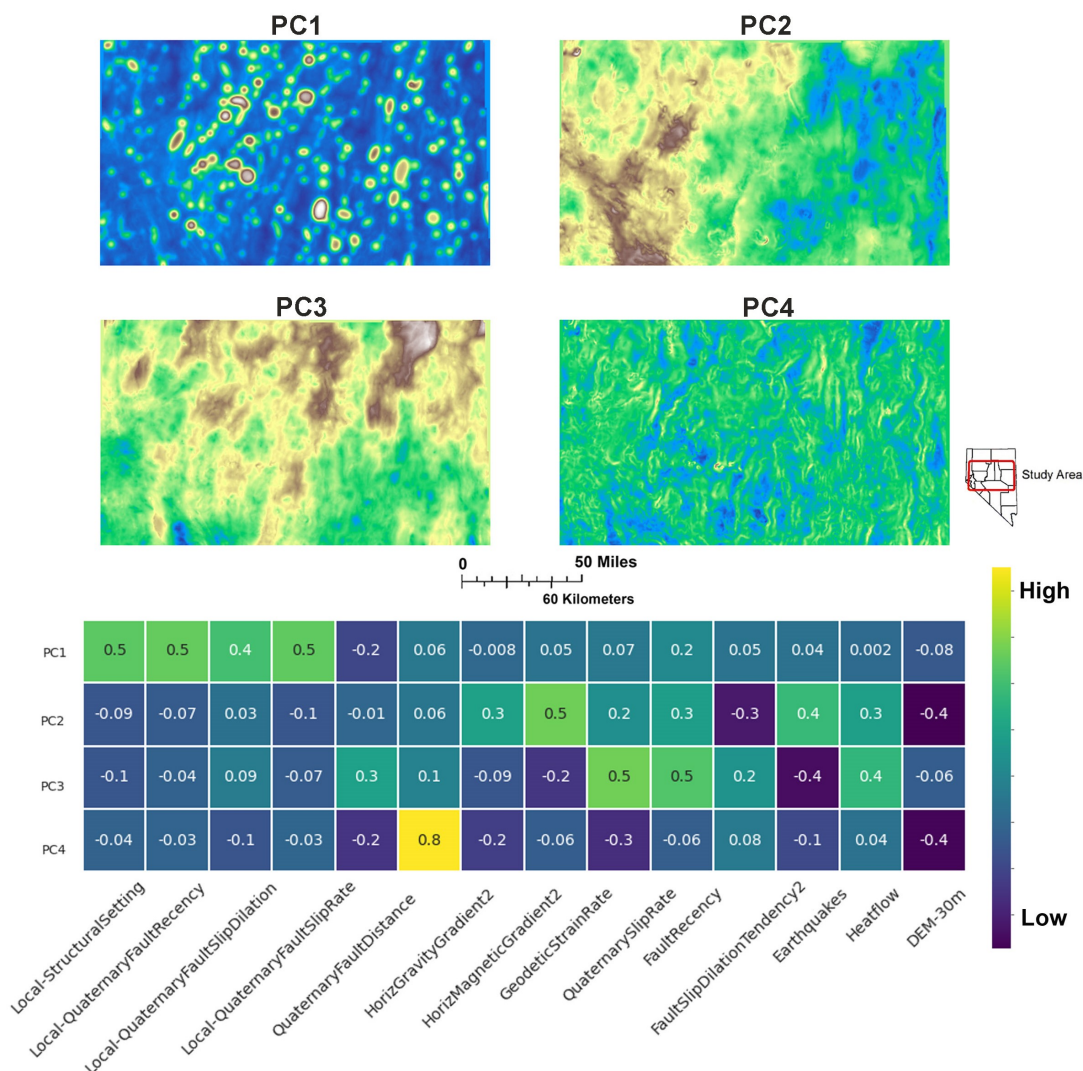 PC1
PC2
PC3
PC4
Study Area
0 50 Miles
60 Kilometers
High
Low
PC1 0.5 0.5 0.4 0.5 -0.2 0.06 -0.008 0.05 0.07 0.2 0.05 0.04 0.002 -0.08
PC2 -0.09 -0.07 0.03 -0.1 -0.01 0.06 0.3 0.5 0.2 0.3 -0.3 0.4 0.3 -0.4
PC3 -0.1 -0.04 0.09 -0.07 0.3 0.1 -0.09 -0.2 0.5 0.5 0.2 -0.4 0.4 -0.06
PC4 -0.04 -0.03 -0.1 -0.03 -0.2 0.8 -0.2 -0.06 -0.3 -0.06 0.08 -0.1 0.04 -0.4
Local-StructuralSetting
Local-QuaternaryFaultRecency
Local-QuaternaryFaultSlipDilation
Local-QuaternaryFaultSlipRate
QuaternaryFaultDistance
HorizGravityGradient2
HorizMagneticGradient2
GeodeticStrainRate
QuaternarySlipRate
FaultRecency
FaultSlipDilationTendency2
Earthquakes
Heatflow
DEM-30m